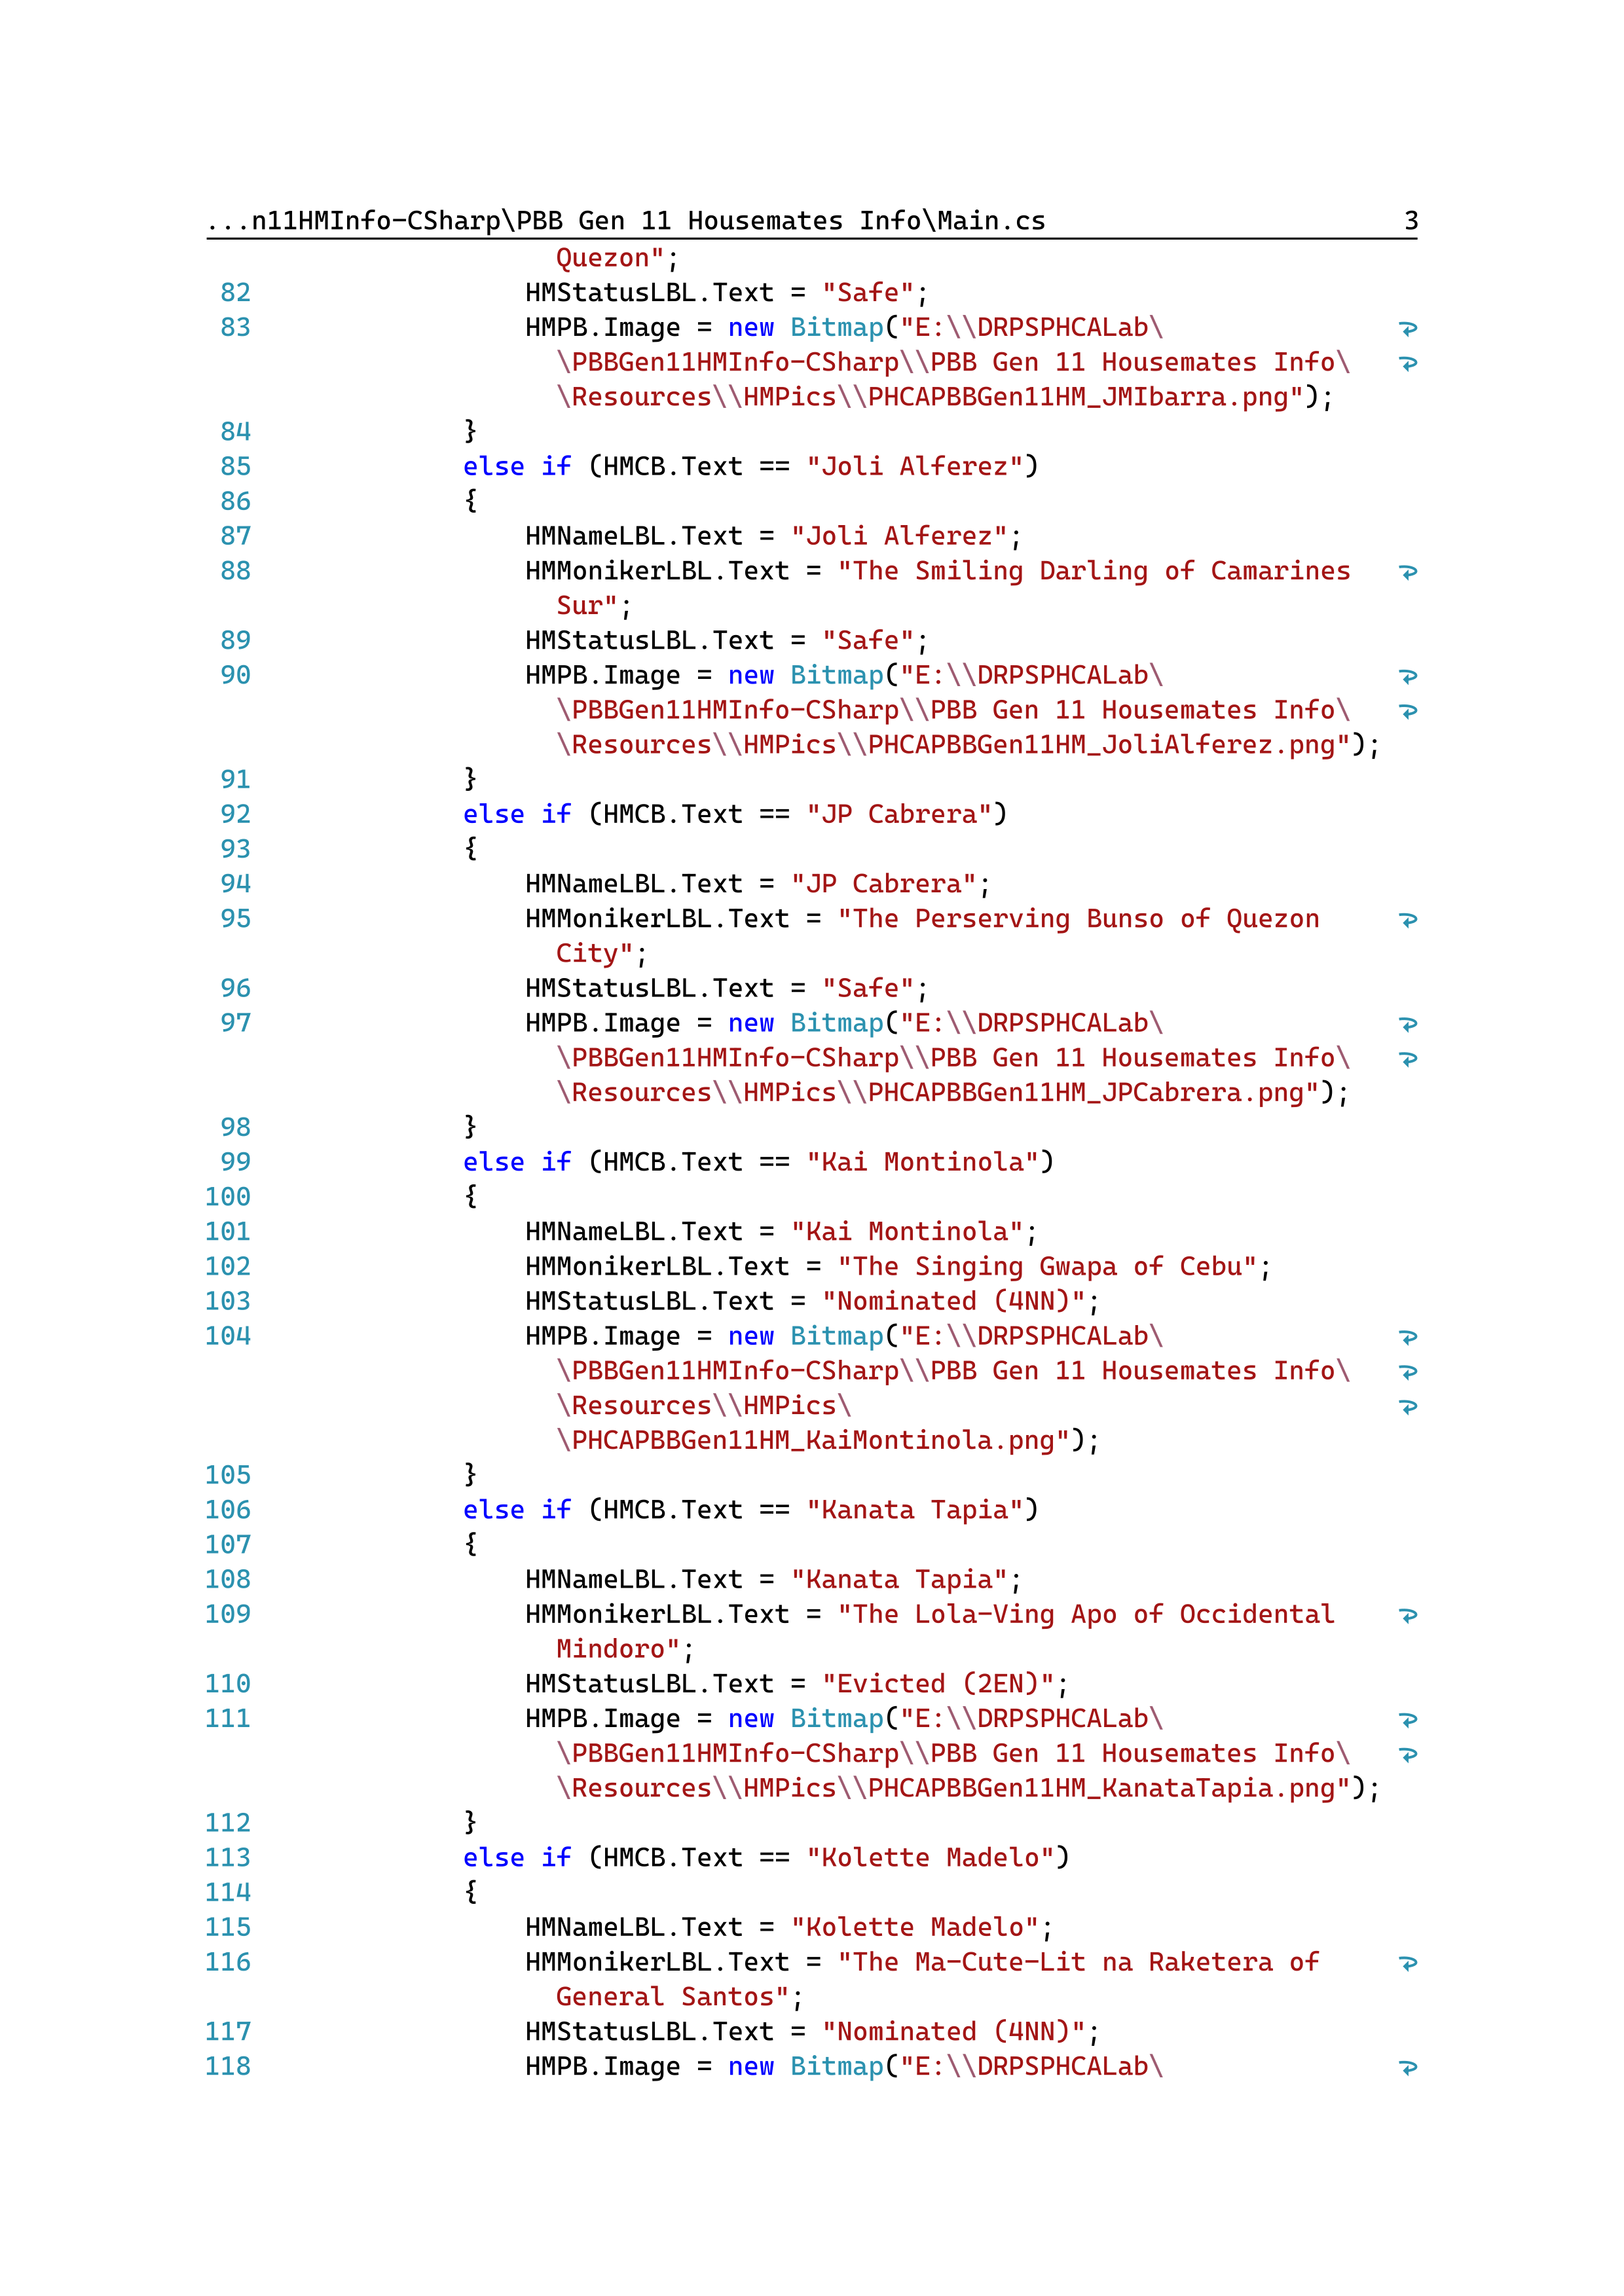 ...n11HMInfo-CSharp\PBB Gen 11 Housemates Info\Main.cs 3
Quezon";
82 HMStatusLBL.Text = "Safe";
83 HMPB.Image = new Bitmap("E:\\DRPSPHCALab\
\PBBGen11HMInfo-CSharp\\PBB Gen 11 Housemates Info\
\Resources\\HMPics\\PHCAPBBGen11HM_JMIbarra.png");
84 }
85 else if (HMCB.Text == "Joli Alferez")
86 {
87 HMNameLBL.Text = "Joli Alferez";
88 HMMonikerLBL.Text = "The Smiling Darling of Camarines
Sur";
89 HMStatusLBL.Text = "Safe";
90 HMPB.Image = new Bitmap("E:\\DRPSPHCALab\
\PBBGen11HMInfo-CSharp\\PBB Gen 11 Housemates Info\
\Resources\\HMPics\\PHCAPBBGen11HM_JoliAlferez.png");
91 }
92 else if (HMCB.Text == "JP Cabrera")
93 {
94 HMNameLBL.Text = "JP Cabrera";
95 HMMonikerLBL.Text = "The Perserving Bunso of Quezon
City";
96 HMStatusLBL.Text = "Safe";
97 HMPB.Image = new Bitmap("E:\\DRPSPHCALab\
\PBBGen11HMInfo-CSharp\\PBB Gen 11 Housemates Info\
\Resources\\HMPics\\PHCAPBBGen11HM_JPCabrera.png");
98 }
99 else if (HMCB.Text == "Kai Montinola")
100 {
101 HMNameLBL.Text = "Kai Montinola";
102 HMMonikerLBL.Text = "The Singing Gwapa of Cebu";
103 HMStatusLBL.Text = "Nominated (4NN)";
104 HMPB.Image = new Bitmap("E:\\DRPSPHCALab\
\PBBGen11HMInfo-CSharp\\PBB Gen 11 Housemates Info\
\Resources\\HMPics\
\PHCAPBBGen11HM_KaiMontinola.png");
105 }
106 else if (HMCB.Text == "Kanata Tapia")
107 {
108 HMNameLBL.Text = "Kanata Tapia";
109 HMMonikerLBL.Text = "The Lola-Ving Apo of Occidental
Mindoro";
110 HMStatusLBL.Text = "Evicted (2EN)";
111 HMPB.Image = new Bitmap("E:\\DRPSPHCALab\
\PBBGen11HMInfo-CSharp\\PBB Gen 11 Housemates Info\
\Resources\\HMPics\\PHCAPBBGen11HM_KanataTapia.png");
112 }
113 else if (HMCB.Text == "Kolette Madelo")
114 {
115 HMNameLBL.Text = "Kolette Madelo";
116 HMMonikerLBL.Text = "The Ma-Cute-Lit na Raketera of
General Santos";
117 HMStatusLBL.Text = "Nominated (4NN)";
118 HMPB.Image = new Bitmap("E:\\DRPSPHCALab\